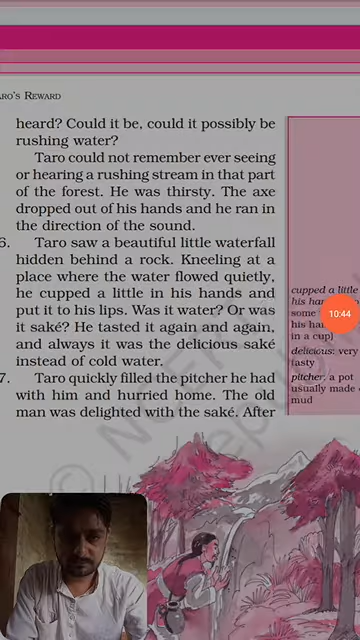 ARO'S REWARD
heard? Could it be, could it possibly be
rushing water?
Taro could not remember ever seeing
or hearing a rushing stream in that part
of the forest. He was thirsty. The axe
dropped out of his hands and he ran in
the direction of the sound.
6. Taro saw a beautiful little waterfall
hidden behind a rock. Kneeling at a
place where the water flowed quietly,
he cupped a little in his hands and
put it to his lips. Was it water? Or was
it saké? He tasted it again and again,
and always it was the delicious saké
instead of cold water.
7. Taro quickly filled the pitcher he had
with him and hurried home. The old
man was delighted with the saké. After
cupped a little
his
some
his
in a cup)
delicious: very
tasty
pitcher: a pot
usually made
mud
10:44
© NCERT